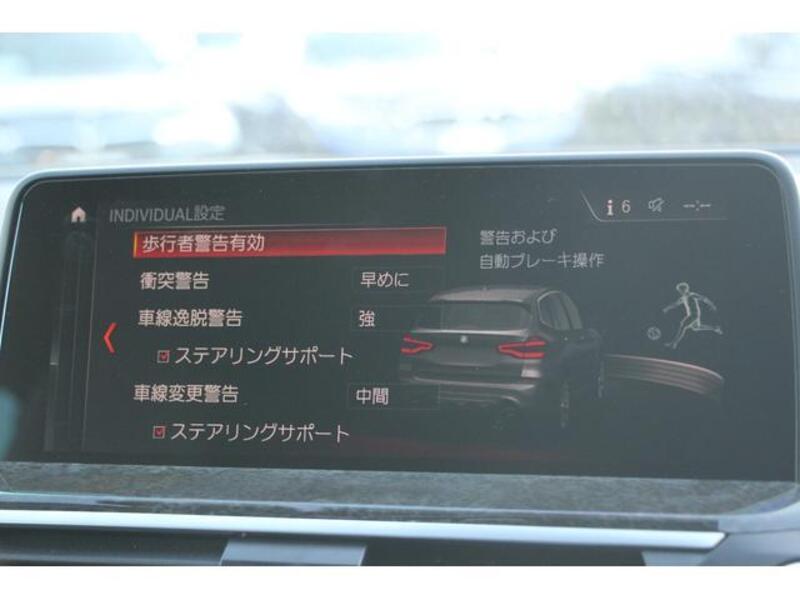 INDIVIDUAL設定
i 6 --:--
歩行者警告有効
警告および
自動ブレーキ操作
衝突警告 早めに
車線逸脱警告 強
ステアリングサポート
車線変更警告 中間
ステアリングサポート